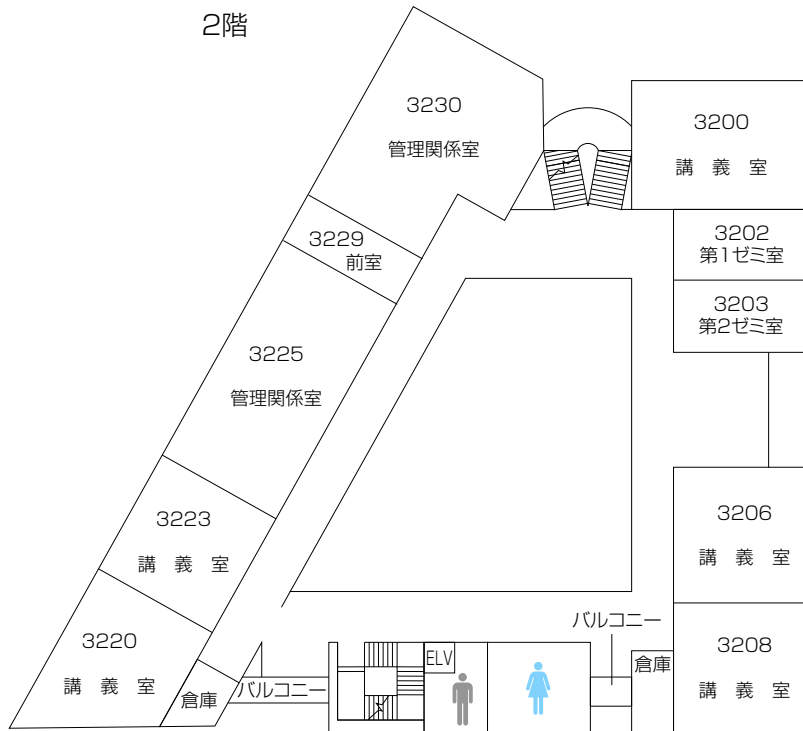 2階
3230
管理関係室
3200
講 義 室
3229
前室
3202
第1ゼミ室
3203
第2ゼミ室
3225
管理関係室
3223
講 義 室
3206
講 義 室
3220
講 義 室
倉庫
バルコニー
ELV
バルコニー
倉庫
3208
講 義 室